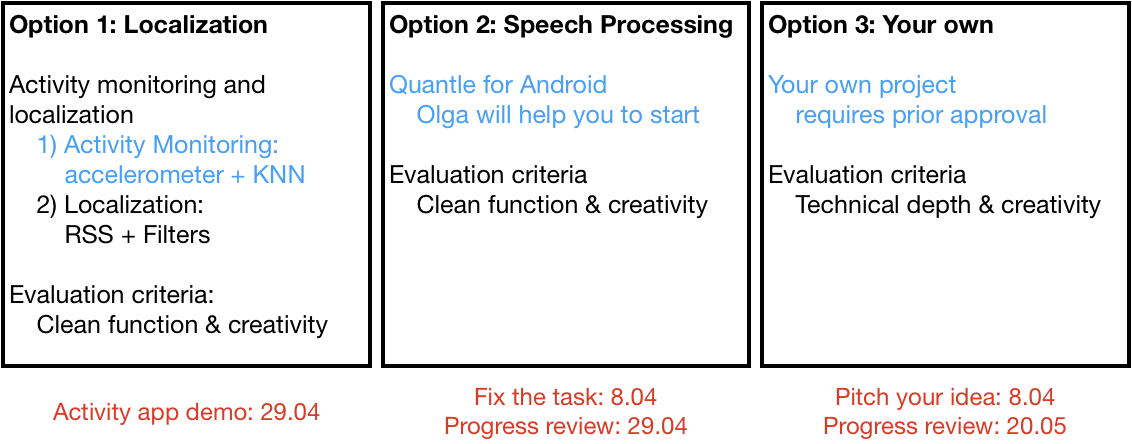 Option 1: Localization
Activity monitoring and
localization
1) Activity Monitoring:
accelerometer + KNN
2) Localization:
RSS + Filters
Evaluation criteria:
Clean function & creativity
Activity app demo: 29.04
Option 2: Speech Processing
Quantle for Android
Olga will help you to start
Evaluation criteria
Clean function & creativity
Fix the task: 8.04
Progress review: 29.04
Option 3: Your own
Your own project
requires prior approval
Evaluation criteria
Technical depth & creativity
Pitch your idea: 8.04
Progress review: 20.05